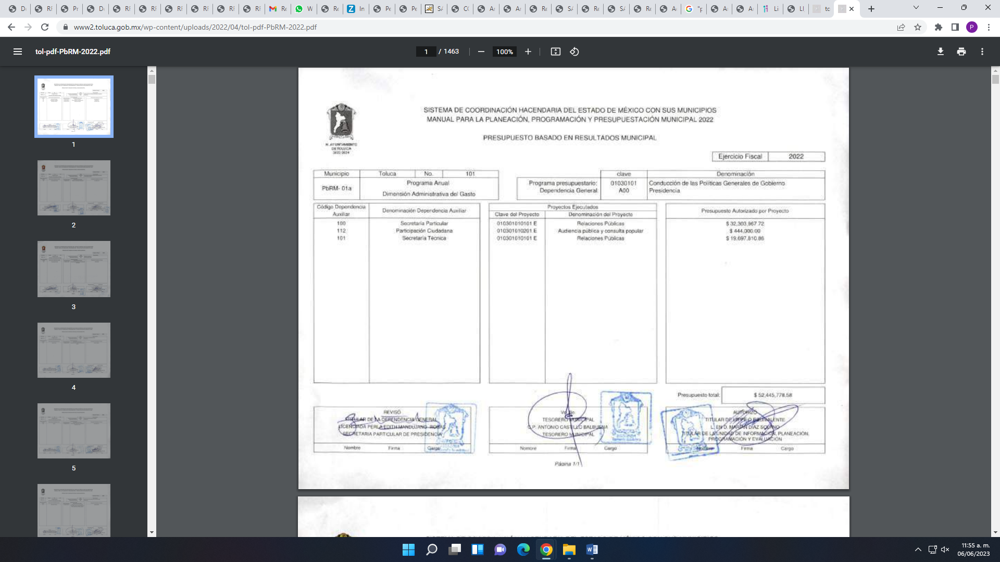 www2.toluca.gob.mx/wp-content/uploads/2022/04/tol-pdf-PbRM-2022.pdf
P
tol-pdf-PbRM-2022.pdf
1 / 1463
100%
1
2
3
4
5
H. AYUNTAMIENTO
DE TOLUCA
2022/2024
SISTEMA DE COORDINACIÓN HACENDARIA DEL ESTADO DE MÉXICO CON SUS MUNICIPIOS
MANUAL PARA LA PLANEACIÓN, PROGRAMACIÓN Y PRESUPUESTACIÓN MUNICIPAL 2022
PRESUPUESTO BASADO EN RESULTADOS MUNICIPAL
Ejercicio Fiscal 2022
Municipio Toluca No. 101
PbRM- 01a
Programa Anual
Dimensión Administrativa del Gasto
clave Denominación
Programa presupuestario: 01030101 Conducción de las Políticas Generales de Gobierno
Dependencia General: A00 Presidencia
Código Dependencia Auxiliar
Denominación Dependencia Auxiliar
Proyectos Ejecutados
Clave del Proyecto Denominación del Proyecto
Presupuesto Autorizado por Proyecto
100 Secretaría Particular 010301010101 E Relaciones Públicas $ 32,303,967.72
112 Participación Ciudadana 010301010201 E Audiencia pública y consulta popular $ 444,000.00
101 Secretaría Técnica 010301010101 E Relaciones Públicas $ 19,697,810.86
Presupuesto total: $ 52,445,778.58
REVISÓ
TITULAR DE LA DEPENDENCIA GENERAL
LICENCIADA PERLA EDITH MANDUJANO ROSAS
SECRETARIA PARTICULAR DE PRESIDENCIA
Nombre Firma Cargo
Vo. Bo.
TESORERO MUNICIPAL
C.P. ANTONIO CASTILLO BALBUENA
TESORERO MUNICIPAL
Nombre Firma Cargo
AUTORIZÓ
TITULAR DE UIPPE O EQUIVALENTE
L. EN D. MARTÍN DÍAZ SOLANO
TITULAR DE LA UNIDAD DE INFORMACIÓN, PLANEACIÓN,
PROGRAMACIÓN Y EVALUACIÓN
Nombre Firma Cargo
Página 1/1
11:55 a. m.
06/06/2023